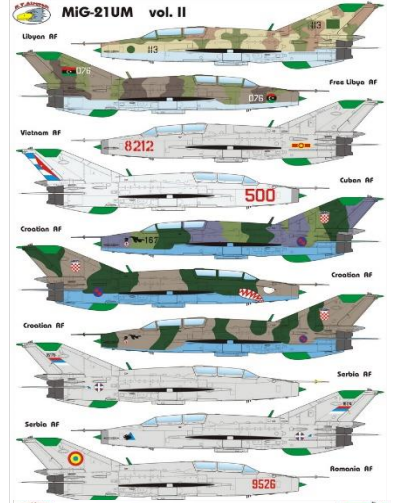 MiG-21UM vol. II
Libyan AF
113
113
076
Free Libya AF
076
Vietnam AF
8212
Cuban AF
500
Croatian AF
16
Croatian AF
Croatian AF
Serbia AF
Serbia AF
9526
Romania AF